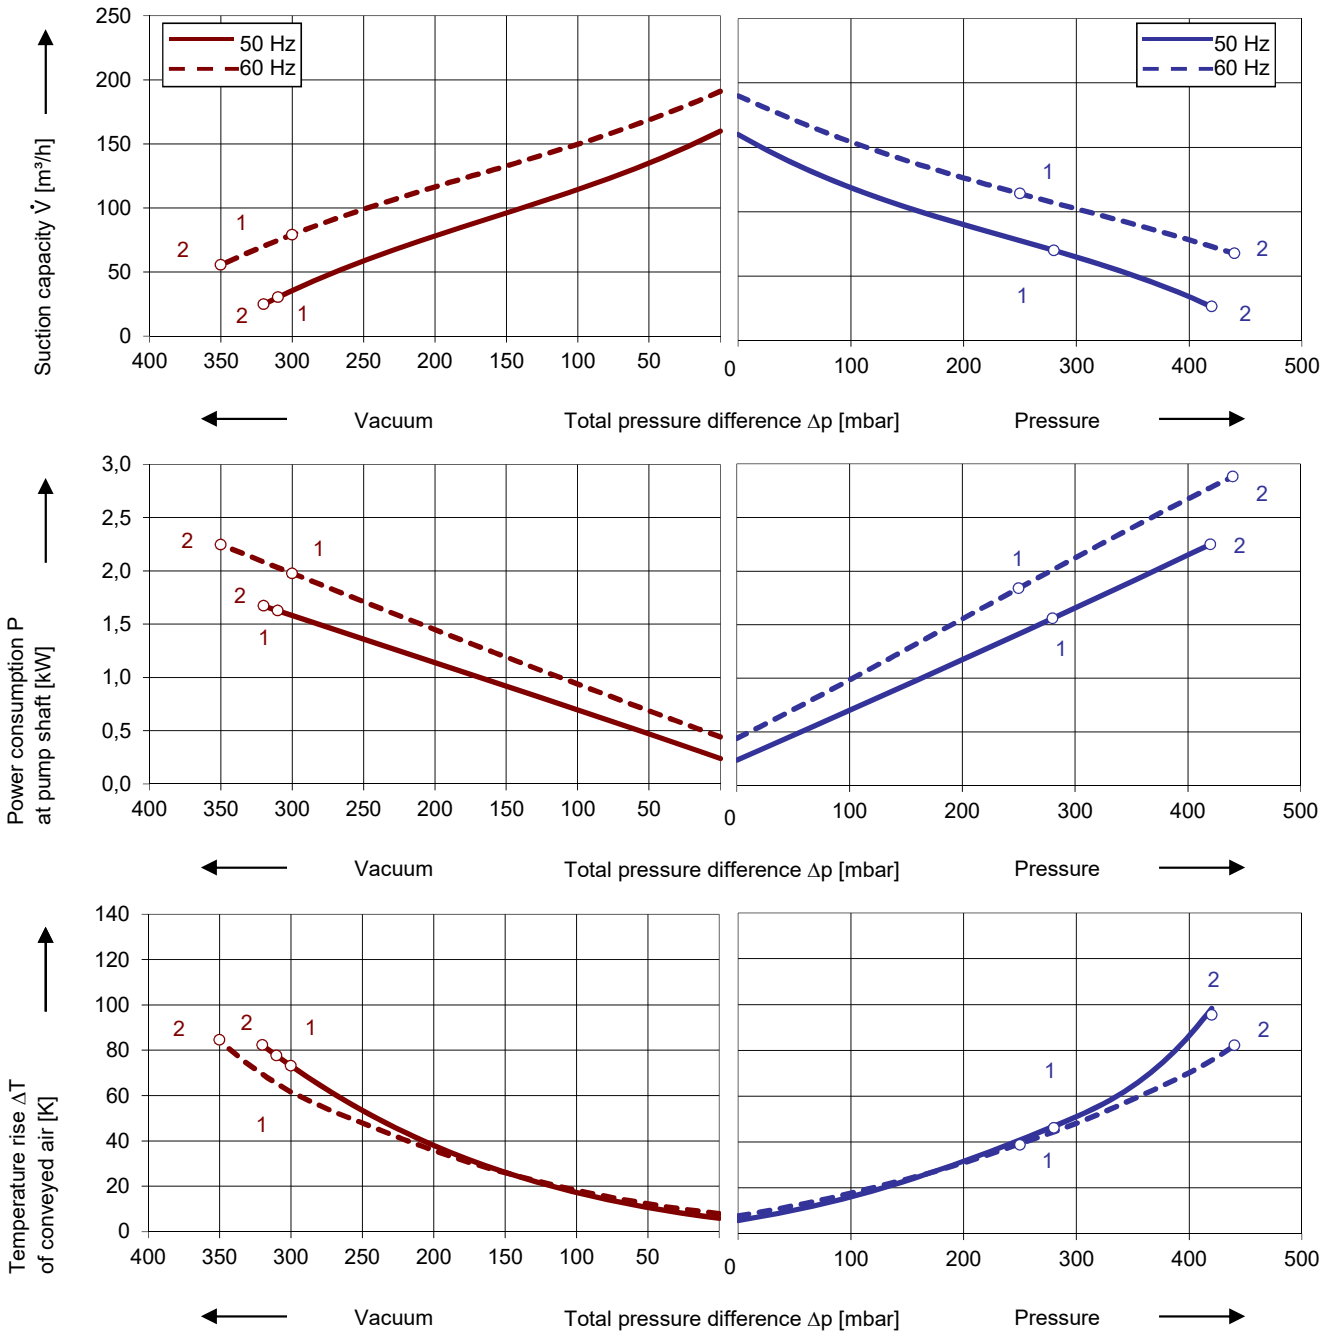 Suction capacity V̇ [m³/h]
250
200
150
100
50
0
50 Hz
60 Hz
50 Hz
60 Hz
1
2
2
1
1
2
1
2
400 350 300 250 200 150 100 50
0 100 200 300 400 500
Vacuum Total pressure difference Δp [mbar] Pressure
Power consumption P
at pump shaft [kW]
3,0
2,5
2,0
1,5
1,0
0,5
0,0
2
1
2
1
1
2
2
1
400 350 300 250 200 150 100 50
0 100 200 300 400 500
Vacuum Total pressure difference Δp [mbar] Pressure
Temperature rise ΔT
of conveyed air [K]
140
120
100
80
60
40
20
0
2
2
1
1
2
2
1
1
400 350 300 250 200 150 100 50
0 100 200 300 400 500
Vacuum Total pressure difference Δp [mbar] Pressure